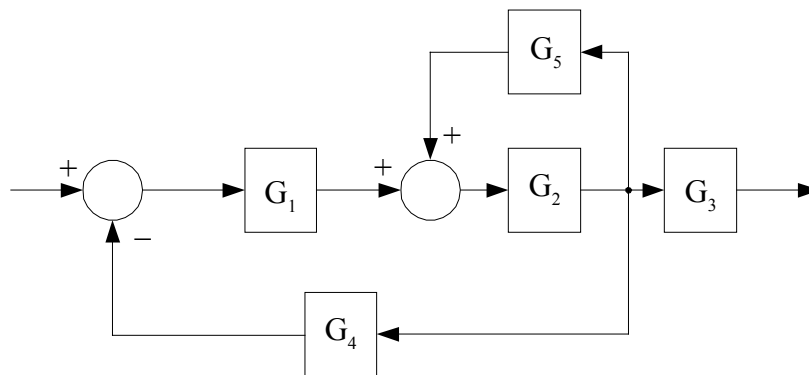 G₅
+
+ + 
G₁ G₂ G₃
−
G₄